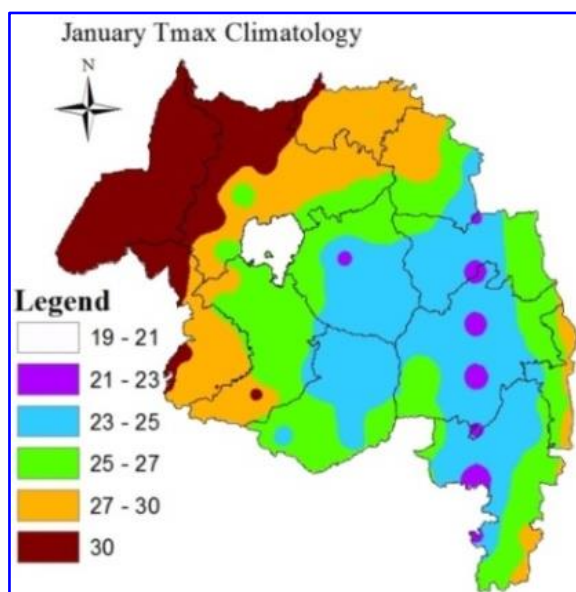 January Tmax Climatology
N
Legend
19 - 21
21 - 23
23 - 25
25 - 27
27 - 30
30